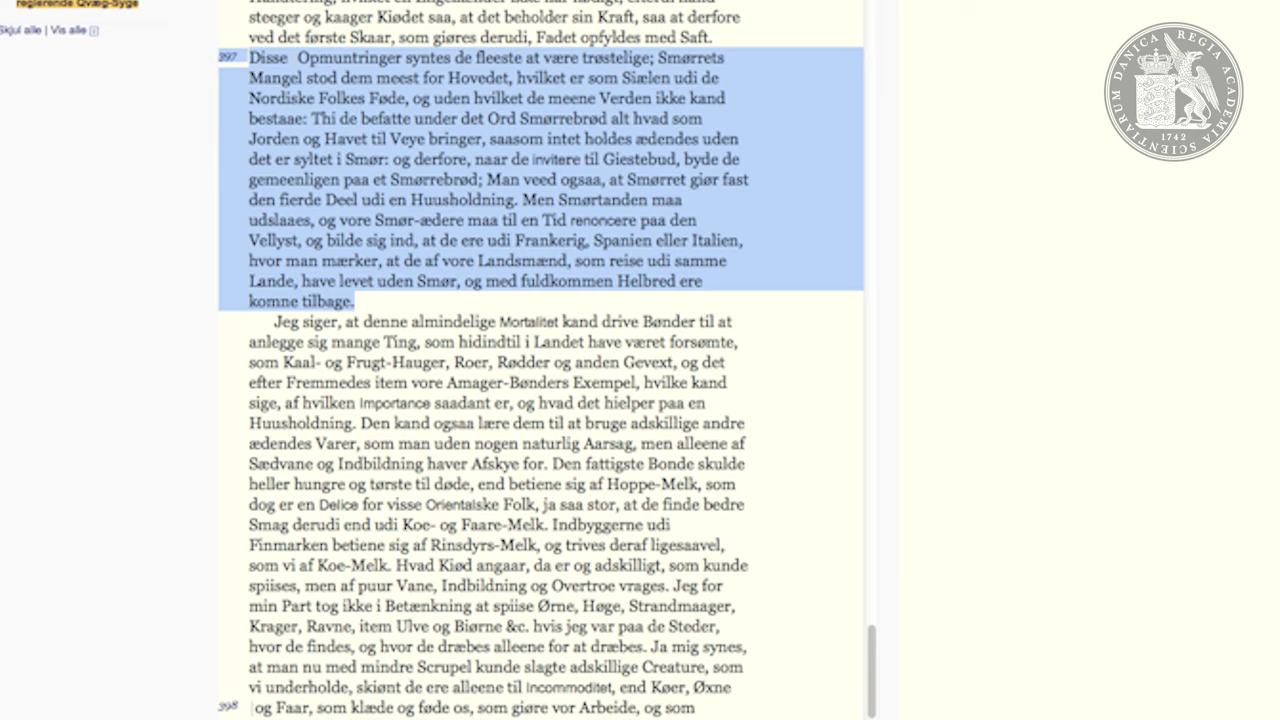 regierende Qvæg-Syge
Skjul alle | Vis alle
steeger og kaager Kiødet saa, at det beholder sin Kraft, saa at derfore
ved det første Skaar, som giøres derudi, Fadet opfyldes med Saft.
397 Disse Opmuntringer syntes de fleeste at være trøstelige; Smørrets
Mangel stod dem meest for Hovedet, hvilket er som Siælen udi de
Nordiske Folkes Føde, og uden hvilket de meene Verden ikke kand
bestaae: Thi de befatte under det Ord Smørrebrød alt hvad som
Jorden og Havet til Veye bringer, saasom intet holdes ædendes uden
det er syltet i Smør: og derfore, naar de invitere til Giestebud, byde de
gemeenligen paa et Smørrebrød; Man veed ogsaa, at Smørret giør fast
den fierde Deel udi en Huusholdning. Men Smørtanden maa
udslaaes, og vore Smør-ædere maa til en Tid renoncere paa den
Vellyst, og bilde sig ind, at de ere udi Frankerig, Spanien eller Italien,
hvor man mærker, at de af vore Landsmænd, som reise udi samme
Lande, have levet uden Smør, og med fuldkommen Helbred ere
komne tilbage.
Jeg siger, at denne almindelige Mortalitet kand drive Bønder til at
anlegge sig mange Ting, som hidindtil i Landet have været forsømte,
som Kaal- og Frugt-Hauger, Roer, Rødder og anden Gevext, og det
efter Fremmedes item vore Amager-Bønders Exempel, hvilke kand
sige, af hvilken Importance saadant er, og hvad det hielper paa en
Huusholdning. Den kand ogsaa lære dem til at bruge adskillige andre
ædendes Varer, som man uden nogen naturlig Aarsag, men alleene af
Sædvane og Indbildning haver Afskye for. Den fattigste Bonde skulde
heller hungre og tørste til døde, end betiene sig af Hoppe-Melk, som
dog er en Delice for visse Orientalske Folk, ja saa stor, at de finde bedre
Smag derudi end udi Koe- og Faare-Melk. Indbyggerne udi
Finmarken betiene sig af Rinsdyrs-Melk, og trives deraf ligesaavel,
som vi af Koe-Melk. Hvad Kiød angaar, da er og adskilligt, som kunde
spiises, men af puur Vane, Indbildning og Overtroe vrages. Jeg for
min Part tog ikke i Betænkning at spiise Ørne, Høge, Strandmaager,
Krager, Ravne, item Ulve og Biørne &c. hvis jeg var paa de Steder,
hvor de findes, og hvor de dræbes alleene for at dræbes. Ja mig synes,
at man nu med mindre Scrupel kunde slagte adskillige Creature, som
vi underholde, skiønt de ere alleene til Incommoditet, end Køer, Øxne
398 og Faar, som klæde og føde os, som giøre vor Arbeide, og som
REGIA ACADEMIA SCIENTIARUM DANICA
1742